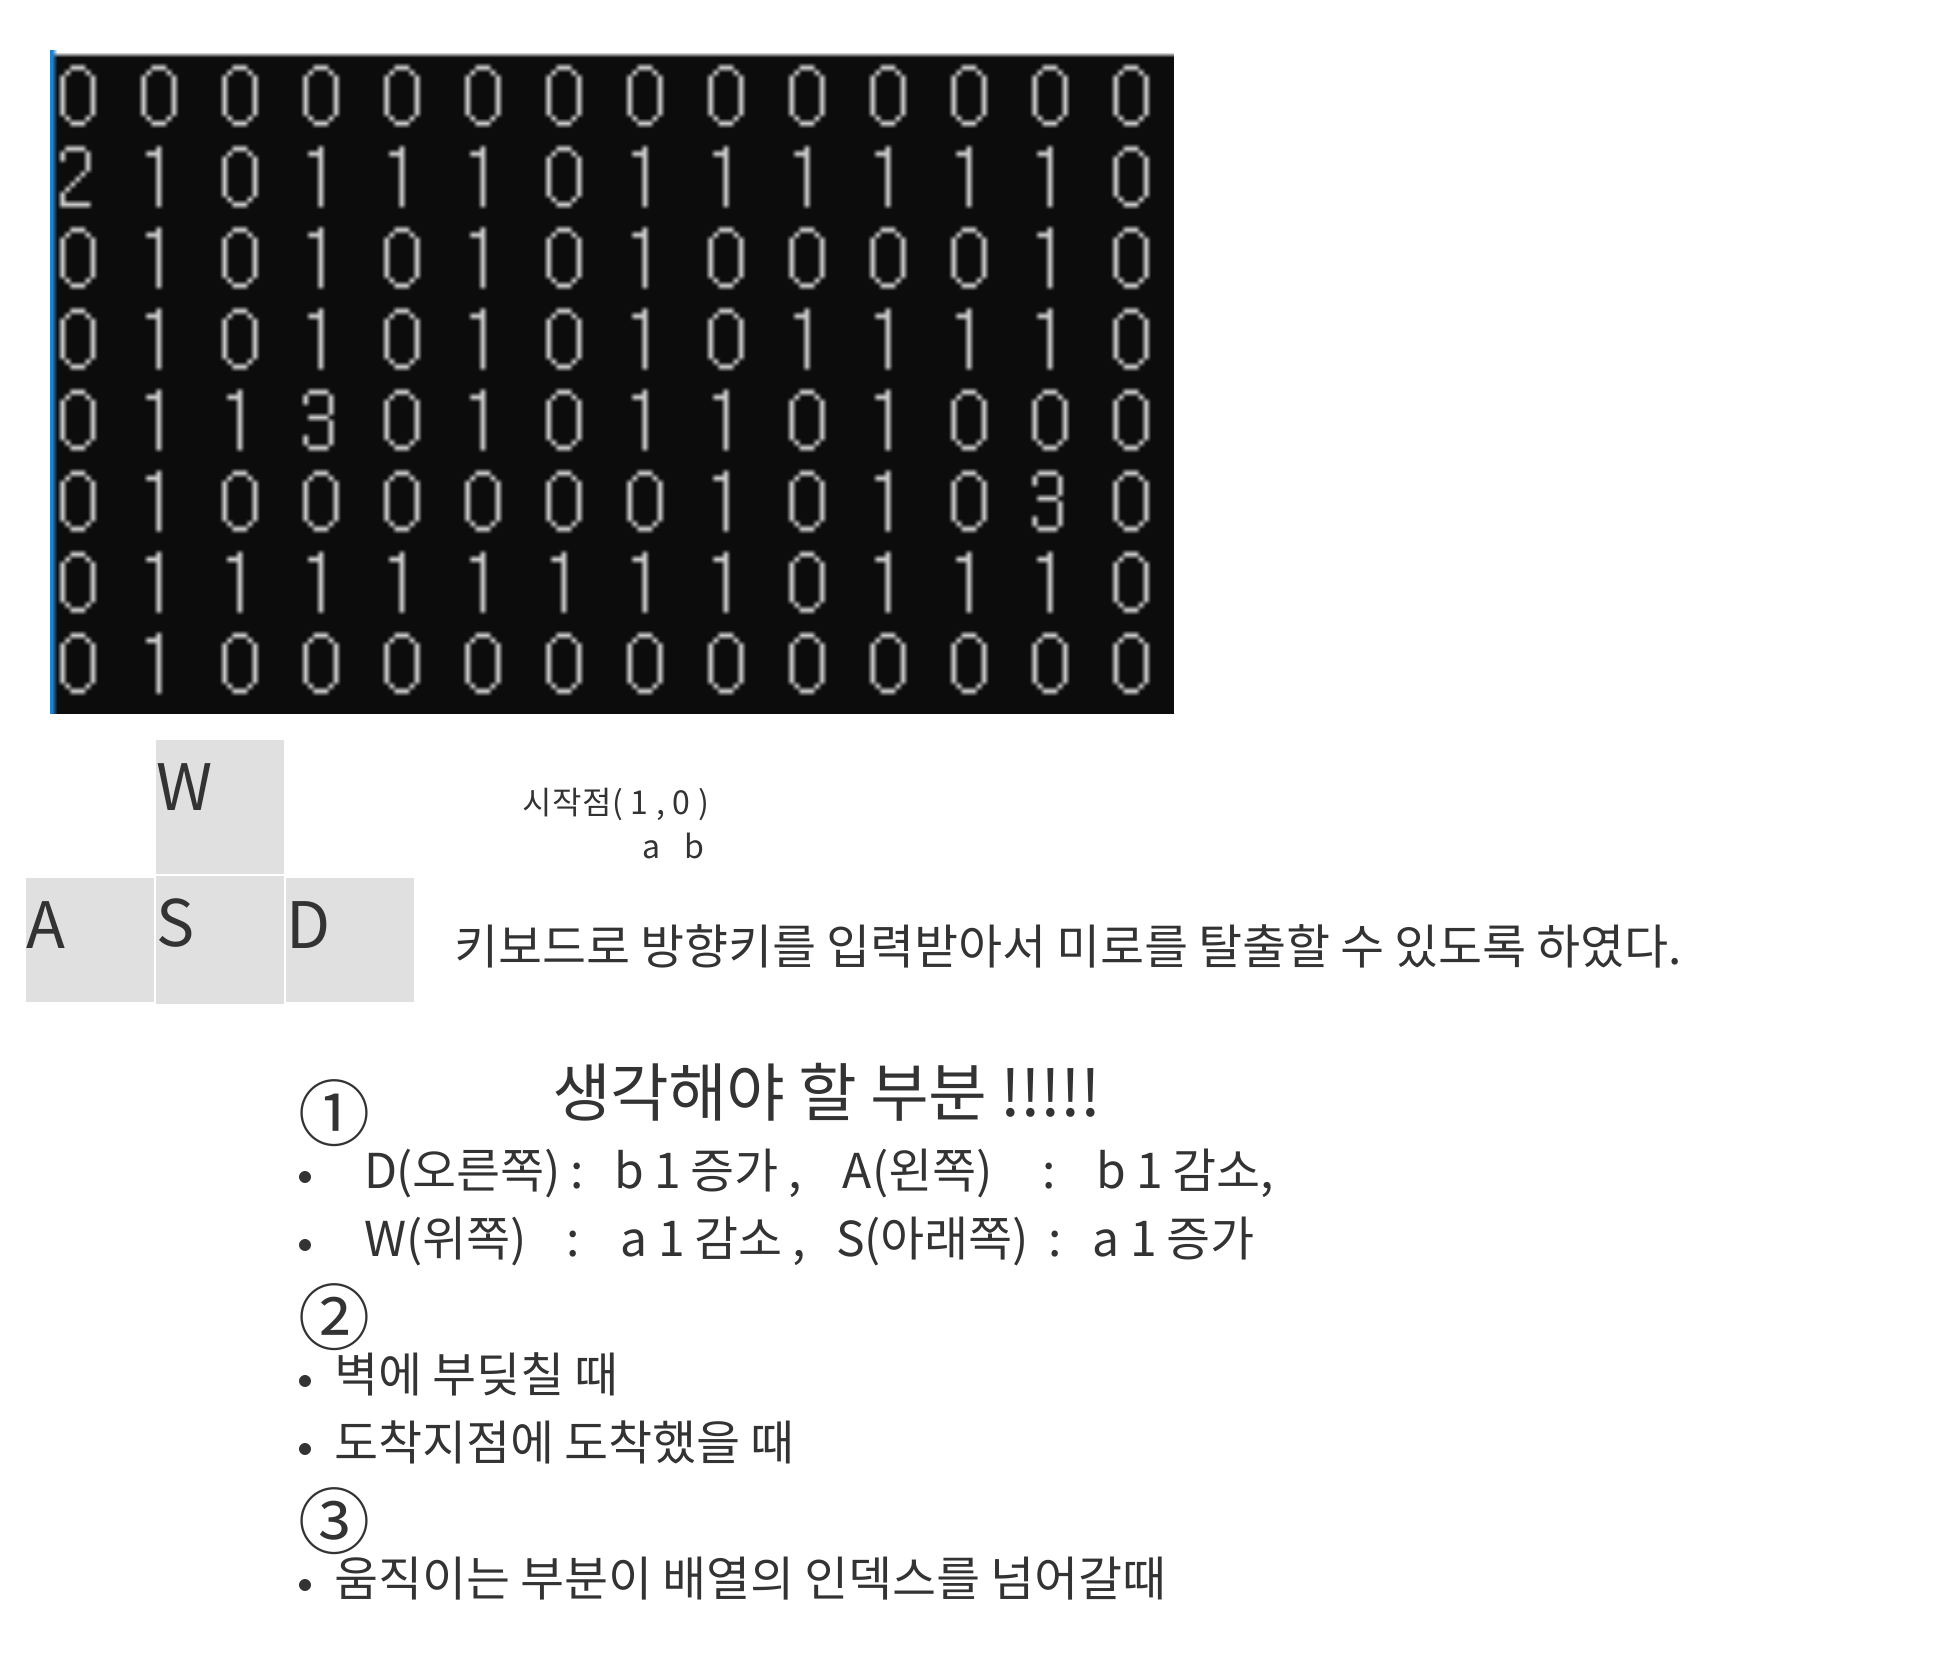 0 0 0 0 0 0 0 0 0 0 0 0 0 0
2 1 0 1 1 1 0 1 1 1 1 1 1 0
0 1 0 1 0 1 0 1 0 0 0 0 1 0
0 1 0 1 0 1 0 1 0 1 1 1 1 0
0 1 1 3 0 1 0 1 1 0 1 0 0 0
0 1 0 0 0 0 0 0 1 0 1 0 3 0
0 1 1 1 1 1 1 1 1 0 1 1 1 0
0 1 0 0 0 0 0 0 0 0 0 0 0 0
W
시작점( 1 , 0 )
a b
A S D
키보드로 방향키를 입력받아서 미로를 탈출할 수 있도록 하였다.
생각해야 할 부분 !!!!!
①
• D(오른쪽) : b 1 증가 , A(왼쪽) : b 1 감소,
• W(위쪽) : a 1 감소 , S(아래쪽) : a 1 증가
②
• 벽에 부딪칠 때
• 도착지점에 도착했을 때
③
• 움직이는 부분이 배열의 인덱스를 넘어갈때